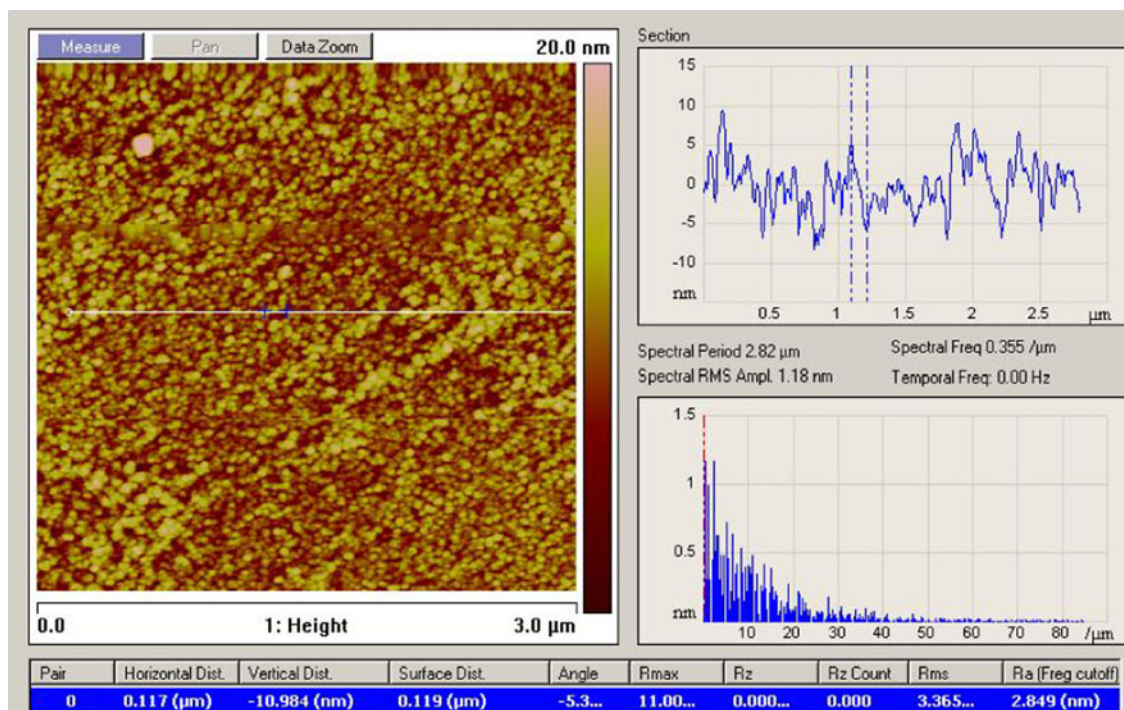 Measure Pan Data Zoom 20.0 nm
0.0 1: Height 3.0 µm
Section
15
10
5
0
-5
-10
nm
0.5 1 1.5 2 2.5 µm
Spectral Period 2.82 µm Spectral Freq 0.355 /µm
Spectral RMS Ampl. 1.18 nm Temporal Freq: 0.00 Hz
1.5
1
0.5
nm
10 20 30 40 50 60 70 80 /µm
Pair Horizontal Dist. Vertical Dist. Surface Dist. Angle Rmax Rz Rz Count Rms Ra (Freg cutoff)
0 0.117 (µm) -10.984 (nm) 0.119 (µm) -5.3... 11.00... 0.000... 0.000 3.365... 2.849 (nm)